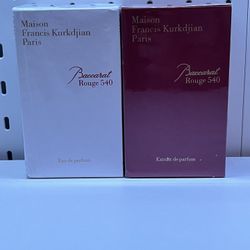 Maison
Francis Kurkdjian
Paris
Baccarat
Rouge 540
Eau de parfum
Maison
Francis Kurkdjian
Paris
Baccarat
Rouge 540
Extrait de parfum